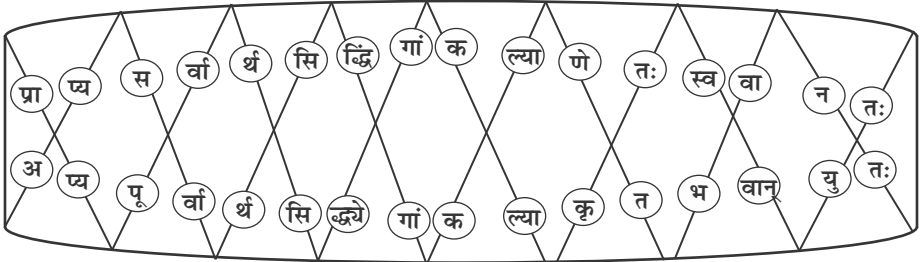 प्रा प्य स र्वा र्थ सि द्धिं गां क ल्या णे तः स्व वा न तः
अ प्य पू र्वा र्थ सि द्ध्ये गां क ल्या कृ त भ वान् यु तः